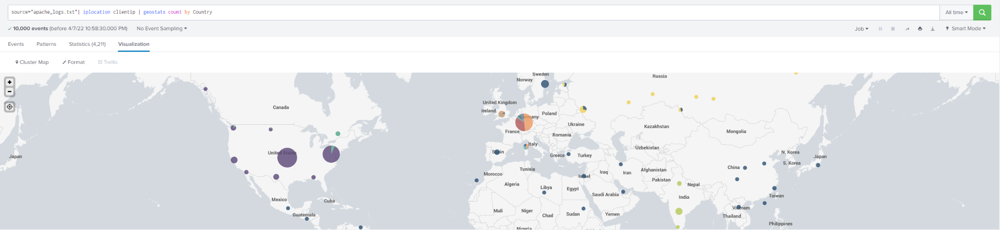 source="apache_logs.txt"| iplocation clientip | geostats count by Country
All time
10,000 events (before 4/7/22 10:58:30.000 PM)
No Event Sampling
Job
Smart Mode
Events
Patterns
Statistics (4,211)
Visualization
Cluster Map
Format
Trellis
Sweden
Norway
Russia
United Kingdom
Canada
Ireland
Poland
Germany
Ukraine
Kazakhstan
France
Mongolia
Romania
Italy
Uzbekistan
United States
Spain
N. Korea
Japan
Greece
Turkey
Japan
S. Korea
China
Tunisia
Afghanistan
Iraq
Iran
Morocco
Israel
Pakistan
Algeria
Nepal
Libya
Egypt
Saudi Arabia
Taiwan
India
Mexico
Cuba
Vietnam
Mali
Niger
Guatemala
Chad
Sudan
Yemen
Thailand
Philippines
Nigeria